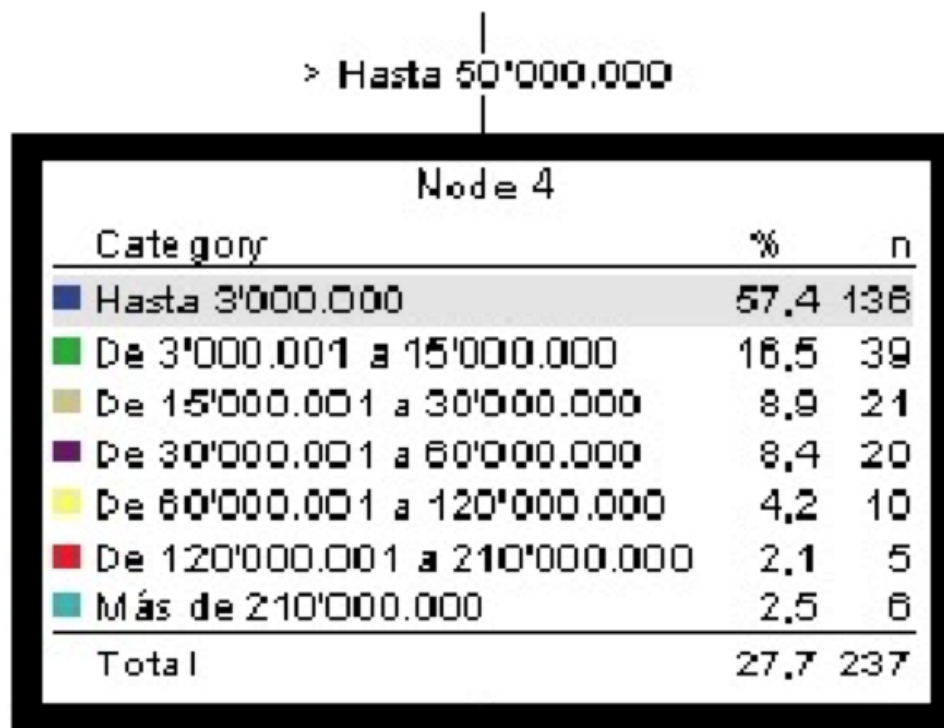 > Hasta 50'000.000
Node 4
Category % n
Hasta 3'000.000 57,4 136
De 3'000.001 a 15'000.000 16,5 39
De 15'000.001 a 30'000.000 8,9 21
De 30'000.001 a 60'000.000 8,4 20
De 60'000.001 a 120'000.000 4,2 10
De 120'000.001 a 210'000.000 2,1 5
Más de 210'000.000 2,5 6
Total 27,7 237